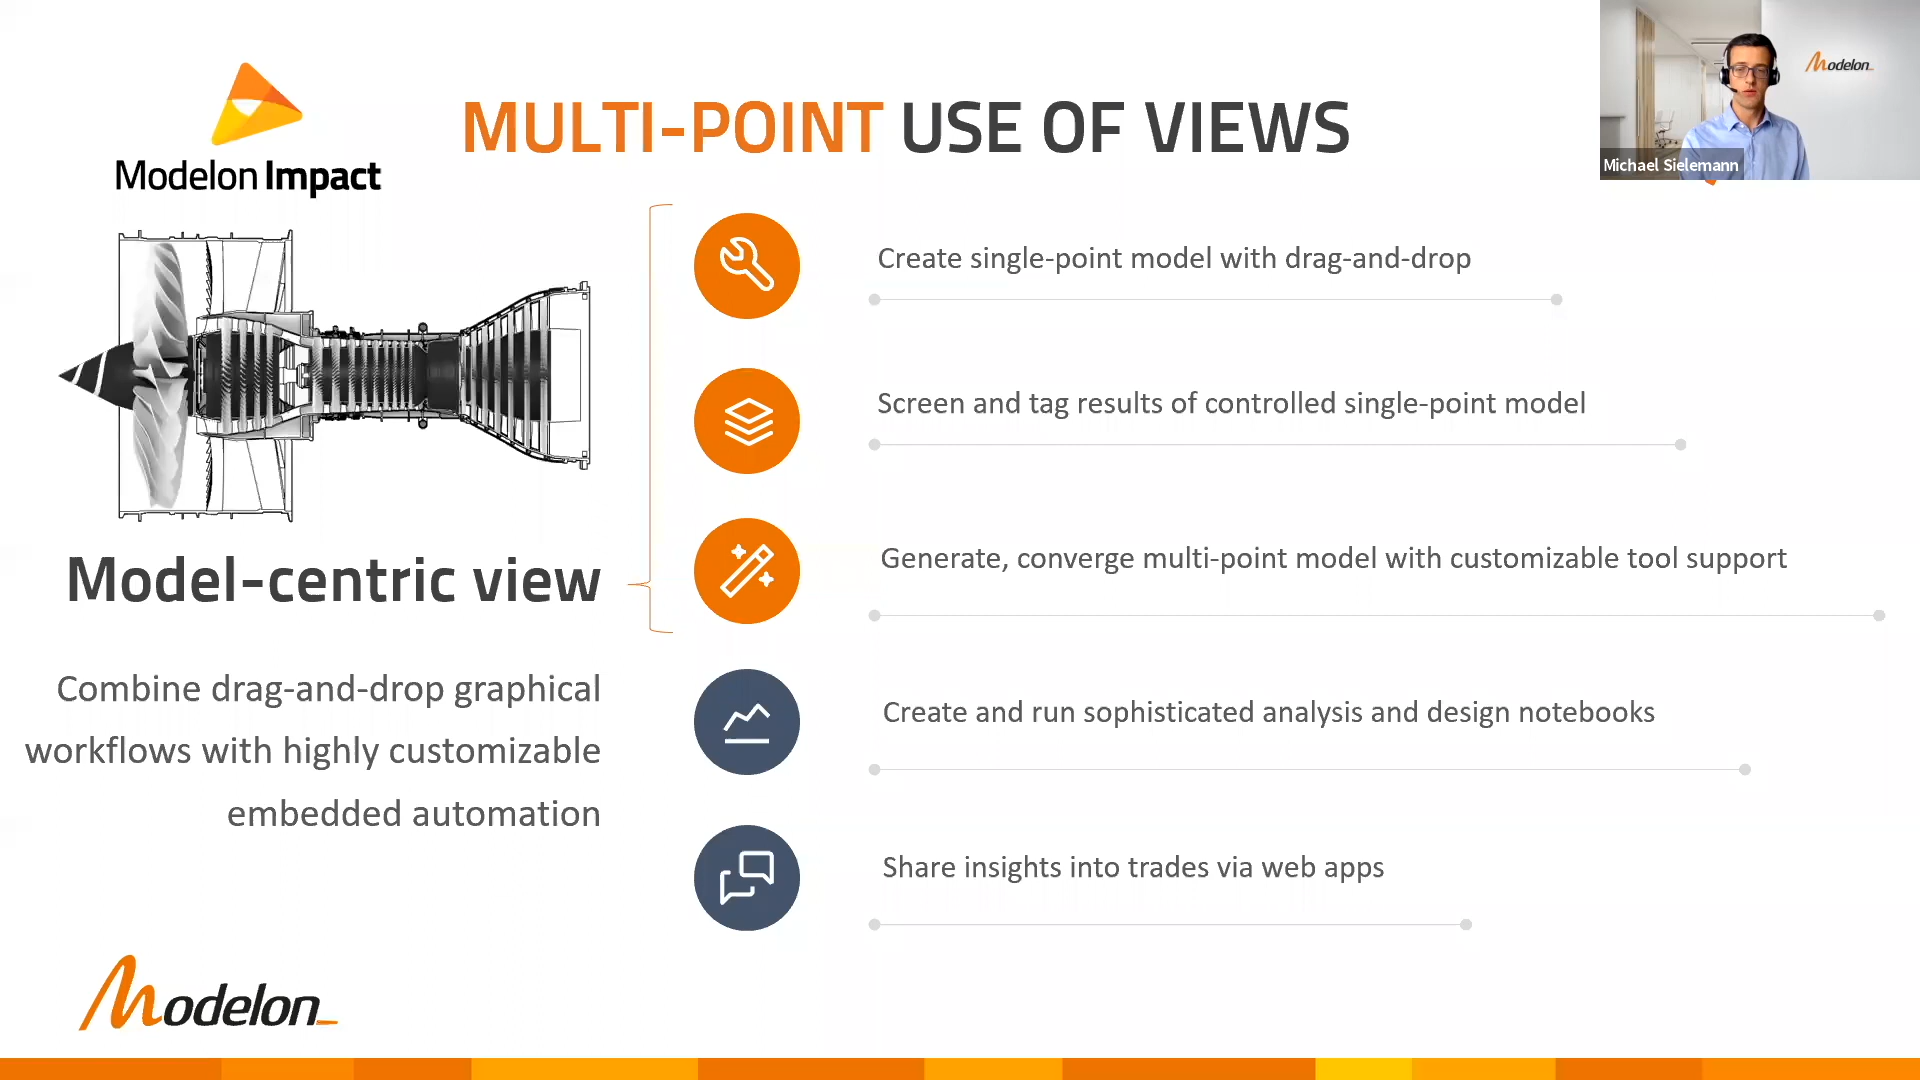 Modelon Impact
MULTI-POINT USE OF VIEWS
Modelon
Michael Sielemann
Create single-point model with drag-and-drop
Screen and tag results of controlled single-point model
Generate, converge multi-point model with customizable tool support
Model-centric view
Combine drag-and-drop graphical
workflows with highly customizable
embedded automation
Create and run sophisticated analysis and design notebooks
Share insights into trades via web apps
Modelon